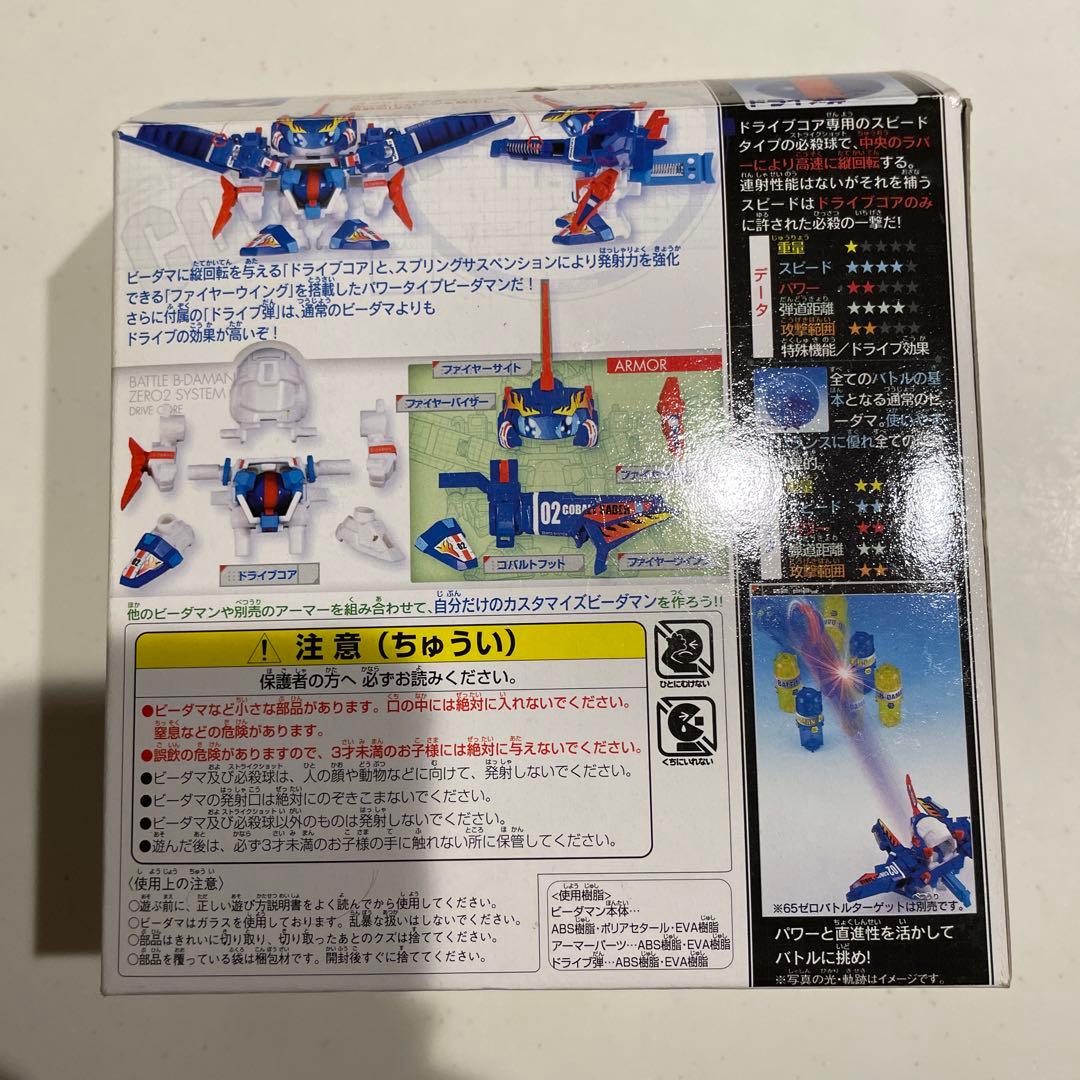 ビーダマに縦回転を与える「ドライブコア」と、スプリングサスペンションにより発射力を強化
できる「ファイヤーウイング」を搭載したパワータイプビーダマンだ!
さらに付属の「ドライブ弾」は、通常のビーダマよりも
ドライブの効果が高いぞ!
BATTLE B-DAMAN
ZERO2 SYSTEM
DRIVE CORE
ドライブコア
ARMOR
ファイヤーサイト
ファイヤーバイザー
02 COBALT SABER
02
コバルトフット
ファイヤーウイング
他のビーダマンや別売のアーマーを組み合わせて、自分だけのカスタマイズビーダマンを作ろう!!
注意(ちゅうい)
保護者の方へ 必ずお読みください。
●ビーダマなど小さな部品があります。口の中には絶対に入れないでください。
窒息などの危険があります。
●誤飲の危険がありますので、3才未満のお子様には絶対に与えないでください。
●ビーダマ及び必殺球は、人の顔や動物などに向けて、発射しないでください。
●ビーダマの発射口は絶対にのぞきこまないでください。
●ビーダマ及び必殺球以外のものは発射しないでください。
●遊んだ後は、必ず3才未満のお子様の手に触れない所に保管してください。
ひとにむけない
くちにいれない
〈使用上の注意〉
○遊ぶ前に、正しい遊び方説明書をよく読んでから使用してください。
○ビーダマはガラスを使用しております。乱暴な扱いはしないでください。
○部品はきれいに切り取り、切り取ったあとのクズは捨ててください。
○部品を覆っている袋は梱包材です。開封後すぐに捨ててください。
<使用樹脂>
ビーダマン本体…
ABS樹脂・ポリアセタール・EVA樹脂
アーマーパーツ…ABS樹脂・EVA樹脂
ドライブ弾…ABS樹脂・EVA樹脂
ドライブコア専用のスピード
タイプの必殺球で、中央のラバ
ーにより高速に縦回転する。
連射性能はないがそれを補う
スピードはドライブコアのみ
に許された必殺の一撃だ!
データ
重量 ★★★★★
スピード ★★★★★
パワー ★★★★★
弾道距離 ★★★★★
攻撃範囲 ★★★★★
特殊機能/ドライブ効果
全てのバトルの基
本となる通常のビ
ーダマ。
に優れ全ての
スピード ★★
弾道距離 ★★
攻撃範囲 ★★
※65ゼロバトルターゲットは別売です。
パワーと直進性を活かして
バトルに挑め!
※写真の光・軌跡はイメージです。